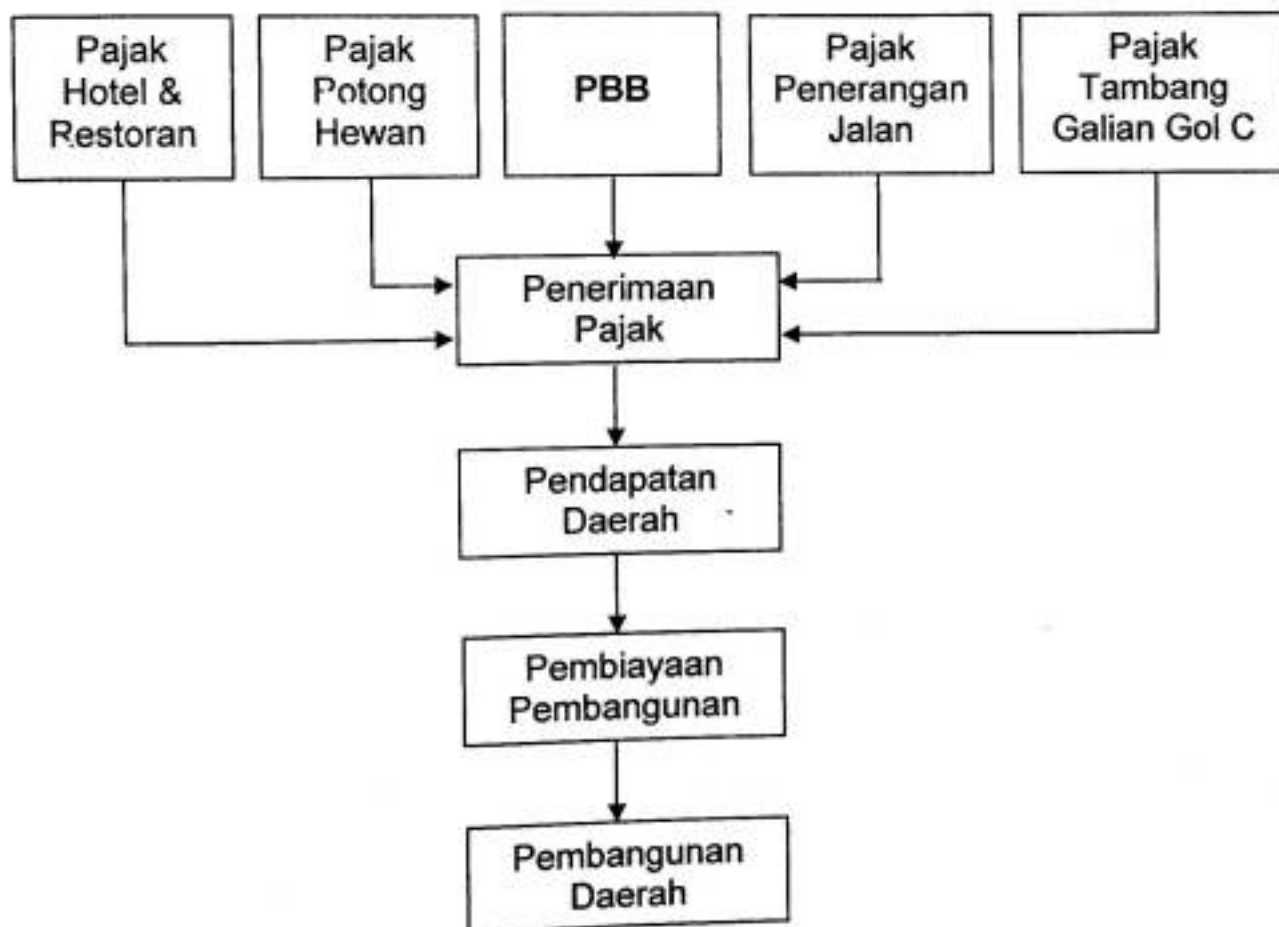 Pajak
Hotel &
Restoran
Pajak
Potong
Hewan
PBB
Pajak
Penerangan
Jalan
Pajak
Tambang
Galian Gol C
Penerimaan
Pajak
Pendapatan
Daerah
Pembiayaan
Pembangunan
Pembangunan
Daerah